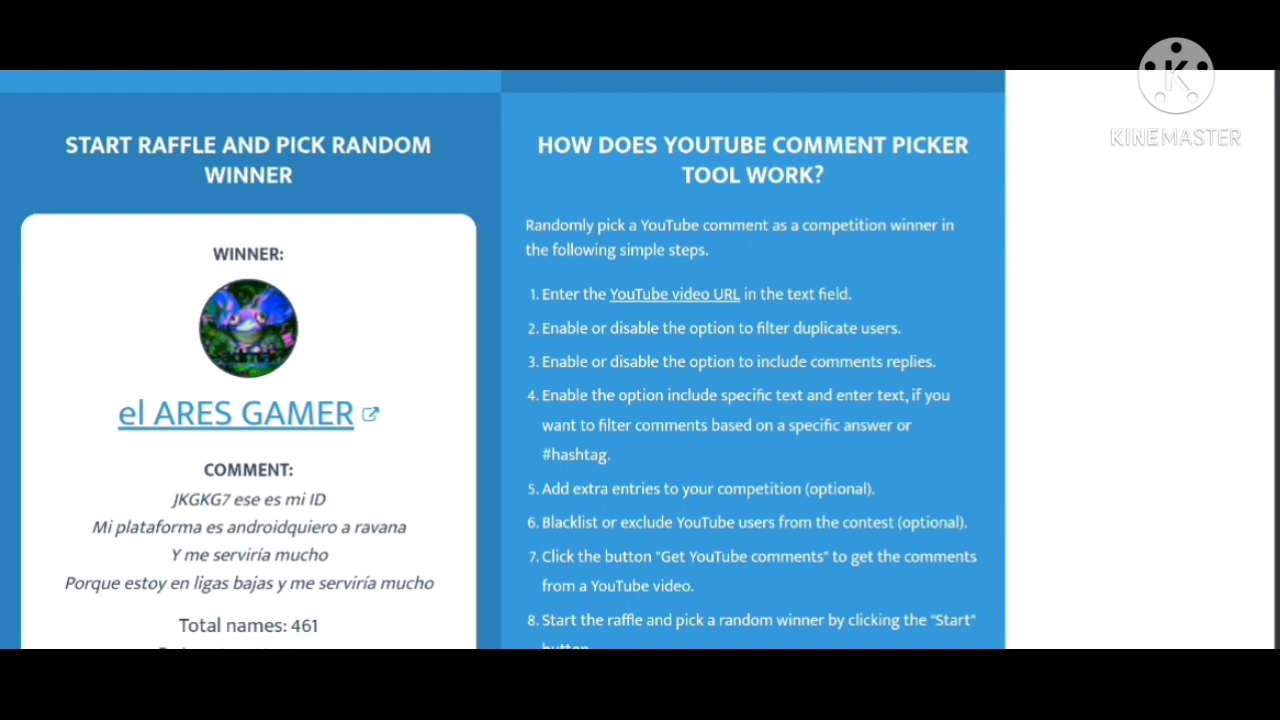 START RAFFLE AND PICK RANDOM
WINNER
WINNER:
el ARES GAMER
COMMENT:
JKGKG7 ese es mi ID
Mi plataforma es androidquiero a ravana
Y me serviría mucho
Porque estoy en ligas bajas y me serviría mucho
Total names: 461
HOW DOES YOUTUBE COMMENT PICKER
TOOL WORK?
Randomly pick a YouTube comment as a competition winner in
the following simple steps.
1. Enter the YouTube video URL in the text field.
2. Enable or disable the option to filter duplicate users.
3. Enable or disable the option to include comments replies.
4. Enable the option include specific text and enter text, if you
want to filter comments based on a specific answer or
#hashtag.
5. Add extra entries to your competition (optional).
6. Blacklist or exclude YouTube users from the contest (optional).
7. Click the button "Get YouTube comments" to get the comments
from a YouTube video.
8. Start the raffle and pick a random winner by clicking the "Start"
button.
K
KINEMASTER